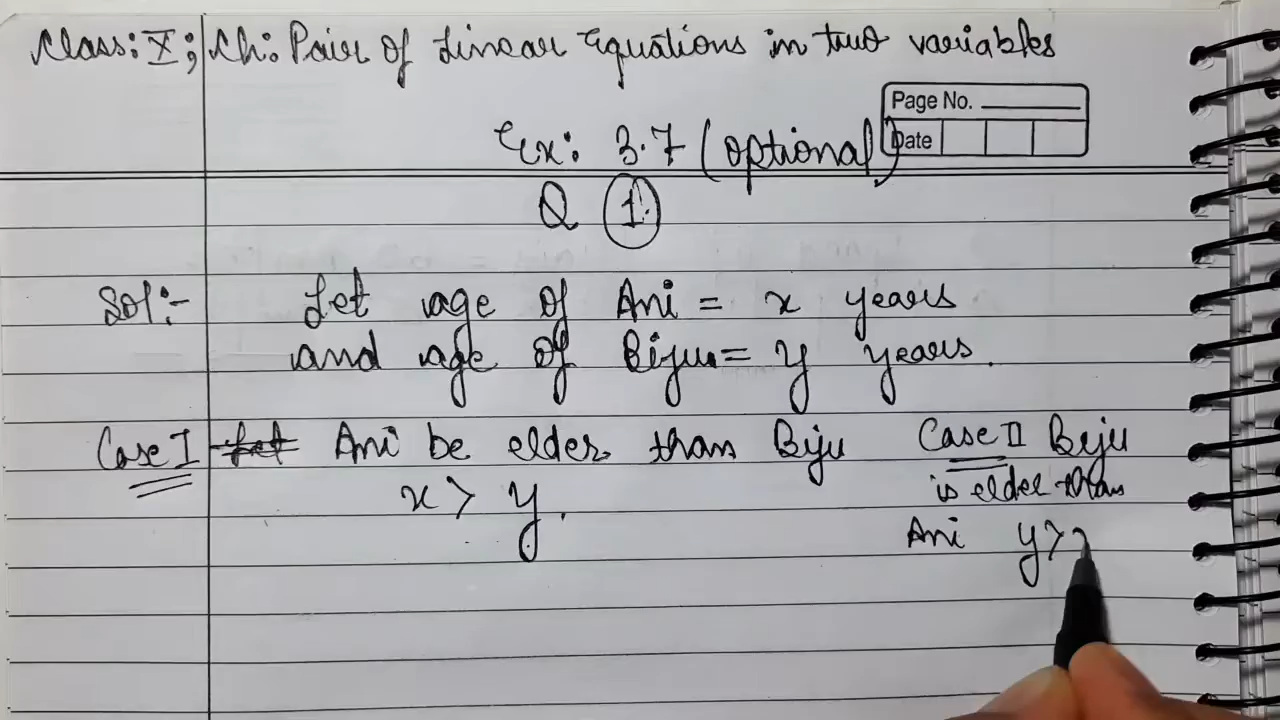 Class: X; Ch: Pair of Linear Equations in two variables
Page No.
Date
Ex: 3.7 (optional)
Q 1.
Sol:- Let age of Ani = x years
and age of Biju = y years.
Case I Let Ani be elder than Biju
x > y.
Case II Biju
is elder than
Ani y>